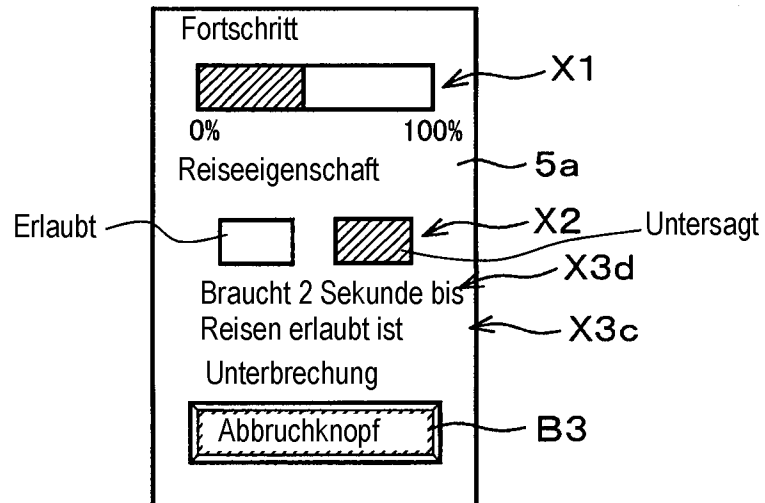 Fortschritt
X1
0% 100%
Reiseeigenschaft
5a
Erlaubt
X2
Untersagt
X3d
Braucht 2 Sekunde bis
Reisen erlaubt ist
X3c
Unterbrechung
Abbruchknopf
B3